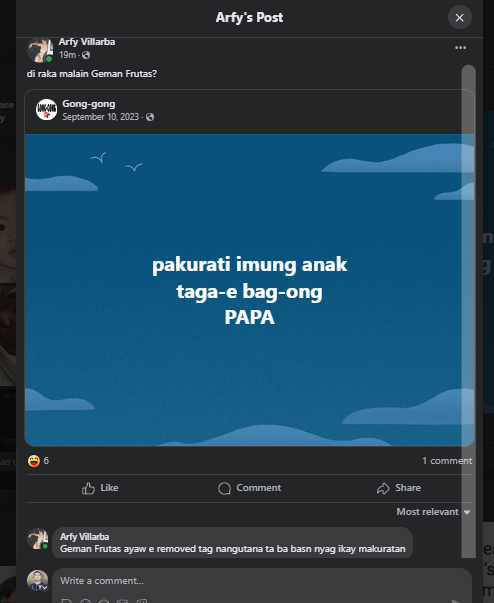 Arfy's Post
Arfy Villarba
19m ·
di raka malain Geman Frutas?
Gong-gong
September 10, 2023 ·
pakurati imung anak
taga-e bag-ong
PAPA
6
1 comment
Like
Comment
Share
Most relevant
Arfy Villarba
Geman Frutas ayaw e removed tag nangutana ta ba basn nyag ikay makuratan
Write a comment...